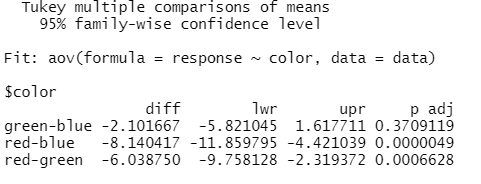 Tukey multiple comparisons of means
95% family-wise confidence level
Fit: aov(formula = response ~ color, data = data)
$color
diff lwr upr p adj
green-blue -2.101667 -5.821045 1.617711 0.3709119
red-blue -8.140417 -11.859795 -4.421039 0.0000049
red-green -6.038750 -9.758128 -2.319372 0.0006628